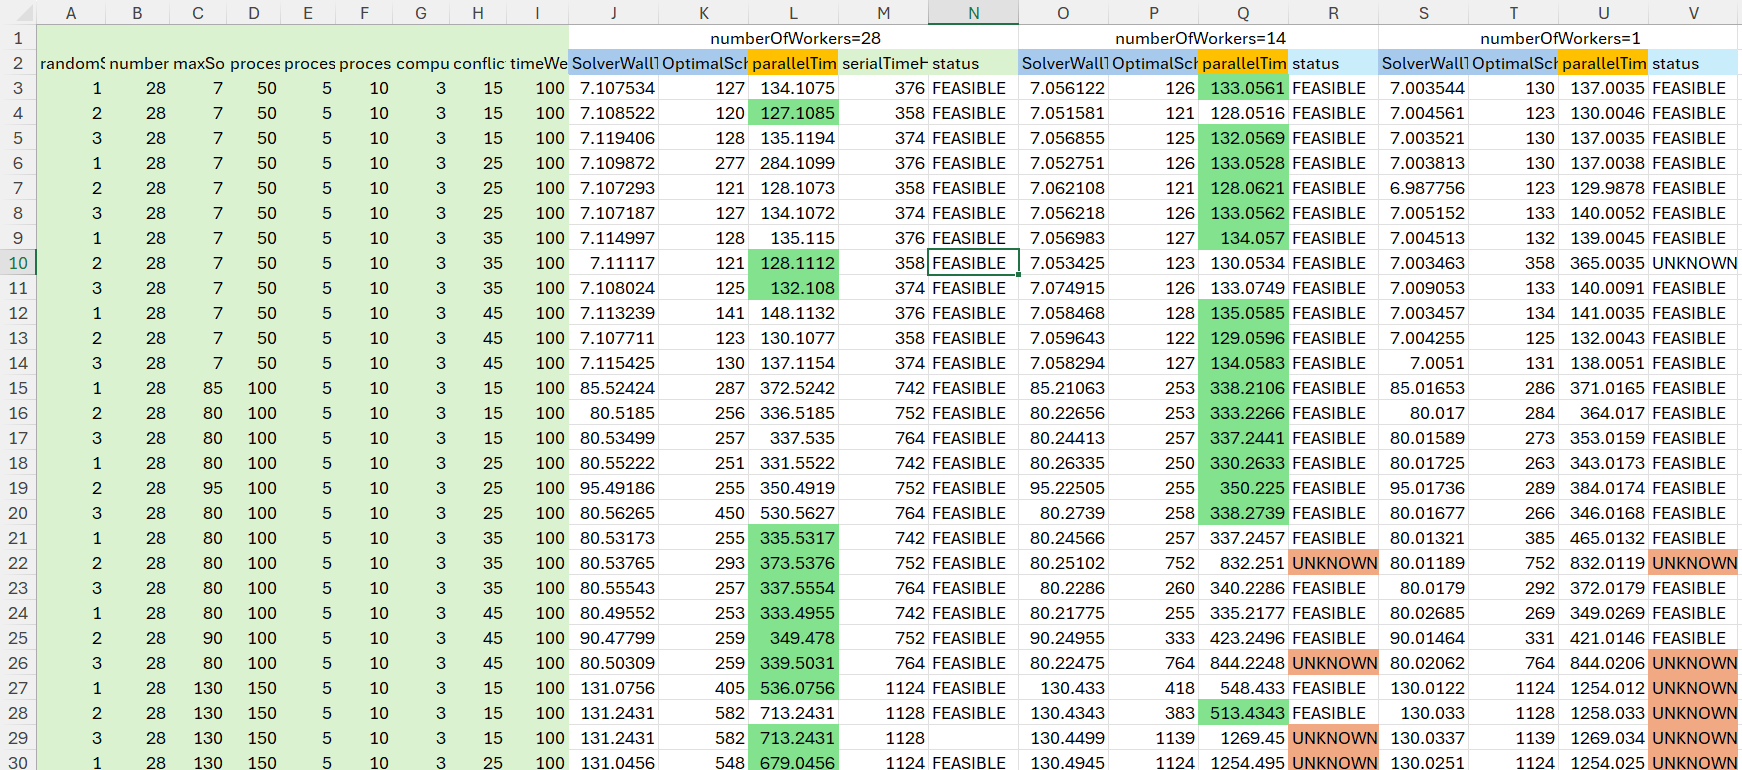 A B C D E F G H I J K L M N O P Q R S T U V
1 numberOfWorkers=28 numberOfWorkers=14 numberOfWorkers=1
2 randomS number maxSo proces proces proces compu conflic timeWe SolverWallT OptimalSch parallelTim serialTimeH status SolverWallT OptimalSch parallelTim status SolverWallT OptimalSch parallelTim status
3 1 28 7 50 5 10 3 15 100 7.107534 127 134.1075 376 FEASIBLE 7.056122 126 133.0561 FEASIBLE 7.003544 130 137.0035 FEASIBLE
4 2 28 7 50 5 10 3 15 100 7.108522 120 127.1085 358 FEASIBLE 7.051581 121 128.0516 FEASIBLE 7.004561 123 130.0046 FEASIBLE
5 3 28 7 50 5 10 3 15 100 7.119406 128 135.1194 374 FEASIBLE 7.056855 125 132.0569 FEASIBLE 7.003521 130 137.0035 FEASIBLE
6 1 28 7 50 5 10 3 25 100 7.109872 277 284.1099 376 FEASIBLE 7.052751 126 133.0528 FEASIBLE 7.003813 130 137.0038 FEASIBLE
7 2 28 7 50 5 10 3 25 100 7.107293 121 128.1073 358 FEASIBLE 7.062108 121 128.0621 FEASIBLE 6.987756 123 129.9878 FEASIBLE
8 3 28 7 50 5 10 3 25 100 7.107187 127 134.1072 374 FEASIBLE 7.056218 126 133.0562 FEASIBLE 7.005152 133 140.0052 FEASIBLE
9 1 28 7 50 5 10 3 35 100 7.114997 128 135.115 376 FEASIBLE 7.056983 127 134.057 FEASIBLE 7.004513 132 139.0045 FEASIBLE
10 2 28 7 50 5 10 3 35 100 7.11117 121 128.1112 358 FEASIBLE 7.053425 123 130.0534 FEASIBLE 7.003463 358 365.0035 UNKNOWN
11 3 28 7 50 5 10 3 35 100 7.108024 125 132.108 374 FEASIBLE 7.074915 126 133.0749 FEASIBLE 7.009053 133 140.0091 FEASIBLE
12 1 28 7 50 5 10 3 45 100 7.113239 141 148.1132 376 FEASIBLE 7.058468 128 135.0585 FEASIBLE 7.003457 134 141.0035 FEASIBLE
13 2 28 7 50 5 10 3 45 100 7.107711 123 130.1077 358 FEASIBLE 7.059643 122 129.0596 FEASIBLE 7.004255 125 132.0043 FEASIBLE
14 3 28 7 50 5 10 3 45 100 7.115425 130 137.1154 374 FEASIBLE 7.058294 127 134.0583 FEASIBLE 7.0051 131 138.0051 FEASIBLE
15 1 28 85 100 5 10 3 15 100 85.52424 287 372.5242 742 FEASIBLE 85.21063 253 338.2106 FEASIBLE 85.01653 286 371.0165 FEASIBLE
16 2 28 80 100 5 10 3 15 100 80.5185 256 336.5185 752 FEASIBLE 80.22656 253 333.2266 FEASIBLE 80.017 284 364.017 FEASIBLE
17 3 28 80 100 5 10 3 15 100 80.53499 257 337.535 764 FEASIBLE 80.24413 257 337.2441 FEASIBLE 80.01589 273 353.0159 FEASIBLE
18 1 28 80 100 5 10 3 25 100 80.55222 251 331.5522 742 FEASIBLE 80.26335 250 330.2633 FEASIBLE 80.01725 263 343.0173 FEASIBLE
19 2 28 95 100 5 10 3 25 100 95.49186 255 350.4919 752 FEASIBLE 95.22505 255 350.225 FEASIBLE 95.01736 289 384.0174 FEASIBLE
20 3 28 80 100 5 10 3 25 100 80.56265 450 530.5627 764 FEASIBLE 80.2739 258 338.2739 FEASIBLE 80.01677 266 346.0168 FEASIBLE
21 1 28 80 100 5 10 3 35 100 80.53173 255 335.5317 742 FEASIBLE 80.24566 257 337.2457 FEASIBLE 80.01321 385 465.0132 FEASIBLE
22 2 28 80 100 5 10 3 35 100 80.53765 293 373.5376 752 FEASIBLE 80.25102 752 832.251 UNKNOWN 80.01189 752 832.0119 UNKNOWN
23 3 28 80 100 5 10 3 35 100 80.55543 257 337.5554 764 FEASIBLE 80.2286 260 340.2286 FEASIBLE 80.0179 292 372.0179 FEASIBLE
24 1 28 80 100 5 10 3 45 100 80.49552 253 333.4955 742 FEASIBLE 80.21775 255 335.2177 FEASIBLE 80.02685 269 349.0269 FEASIBLE
25 2 28 90 100 5 10 3 45 100 90.47799 259 349.478 752 FEASIBLE 90.24955 333 423.2496 FEASIBLE 90.01464 331 421.0146 FEASIBLE
26 3 28 80 100 5 10 3 45 100 80.50309 259 339.5031 764 FEASIBLE 80.22475 764 844.2248 UNKNOWN 80.02062 764 844.0206 UNKNOWN
27 1 28 130 150 5 10 3 15 100 131.0756 405 536.0756 1124 FEASIBLE 130.433 418 548.433 FEASIBLE 130.0122 1124 1254.012 UNKNOWN
28 2 28 130 150 5 10 3 15 100 131.2431 582 713.2431 1128 FEASIBLE 130.4343 383 513.4343 FEASIBLE 130.033 1128 1258.033 UNKNOWN
29 3 28 130 150 5 10 3 15 100 131.2431 582 713.2431 1128 130.4499 1139 1269.45 UNKNOWN 130.0337 1139 1269.034 UNKNOWN
30 1 28 130 150 5 10 3 25 100 131.0456 548 679.0456 1124 FEASIBLE 130.4945 1124 1254.495 UNKNOWN 130.0251 1124 1254.025 UNKNOWN